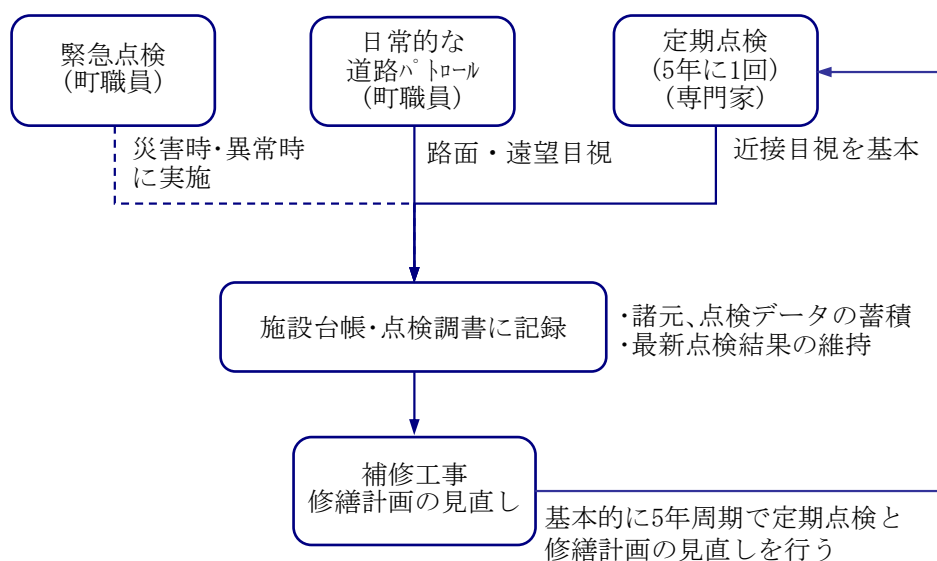 緊急点検
(町職員)
日常的な
道路ﾊﾟﾄﾛｰﾙ
(町職員)
定期点検
(5年に1回)
(専門家)
災害時･異常時
に実施
路面・遠望目視
近接目視を基本
施設台帳･点検調書に記録
･諸元､点検データの蓄積
･最新点検結果の維持
補修工事
修繕計画の見直し
基本的に5年周期で定期点検と
修繕計画の見直しを行う